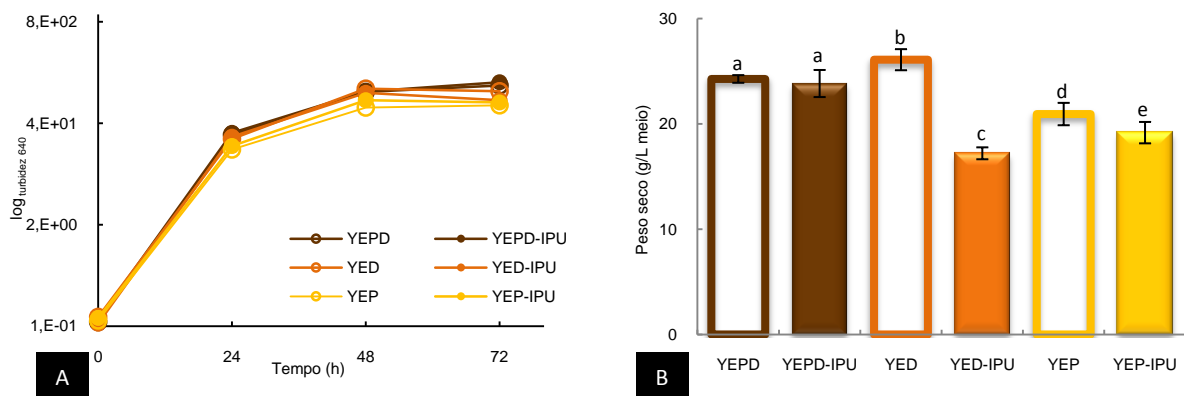 8,E+02
4,E+01
2,E+00
1,E-01
log turbidez 640
0 24 48 72
Tempo (h)
YEPD YEPD-IPU
YED YED-IPU
YEP YEP-IPU
A
30
20
10
0
Peso seco (g/L meio)
a a b c d e
YEPD YEPD-IPU YED YED-IPU YEP YEP-IPU
B